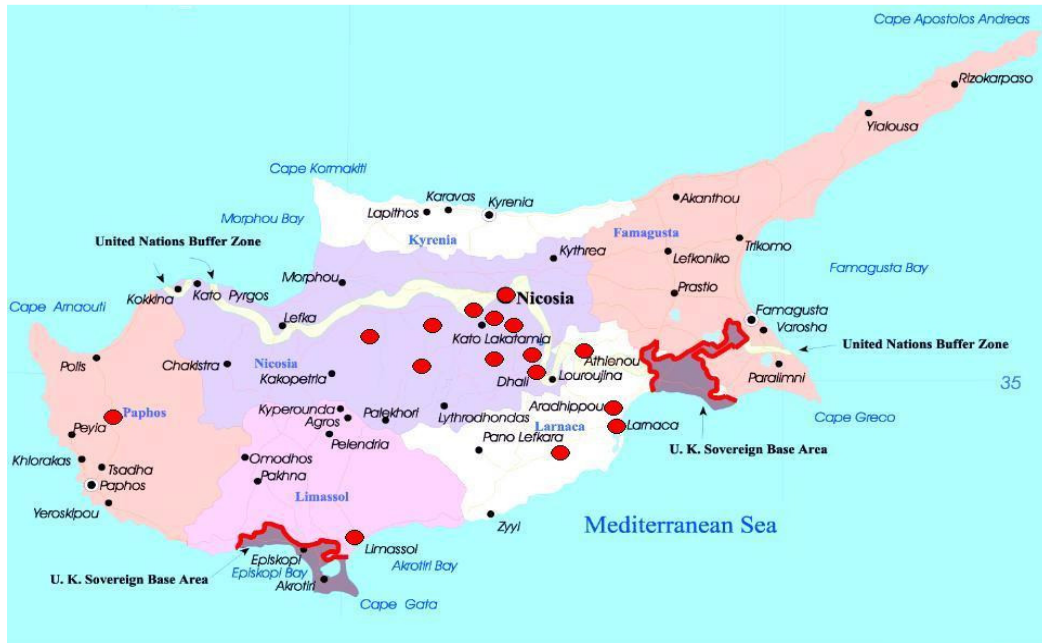 Cape Apostolos Andreas
Rizokarpaso
Yialousa
Cape Kormakiti
Karavas
Kyrenia
Lapithos
Akanthou
Morphou Bay
Kyrenia
Famagusta
Trikomo
United Nations Buffer Zone
Kythrea
Lefkoniko
Famagusta Bay
Morphou
Prastio
Kokkina
Kato Pyrgos
Nicosia
Cape Arnaouti
Famagusta
Lefka
Varosha
Kato Lakatamia
United Nations Buffer Zone
Polis
Chakistra
Nicosia
Athlenou
Kakopetria
Dhali
Louroujina
Paralimni
35
Kyperounda
Palekhori
Lythrodhondas
Aradhippou
Cape Greco
Paphos
Agros
Larnaca
Larnaca
Peyia
Pelendria
Pano Lefkara
U. K. Sovereign Base Area
Khlorakas
Omodhos
Tsadha
Pakhna
Paphos
Limassol
Yeroskipou
Zyyi
Mediterranean Sea
Limassol
Episkopi
Akrotiri Bay
Episkopi Bay
U. K. Sovereign Base Area
Akrotiri
Cape Gata